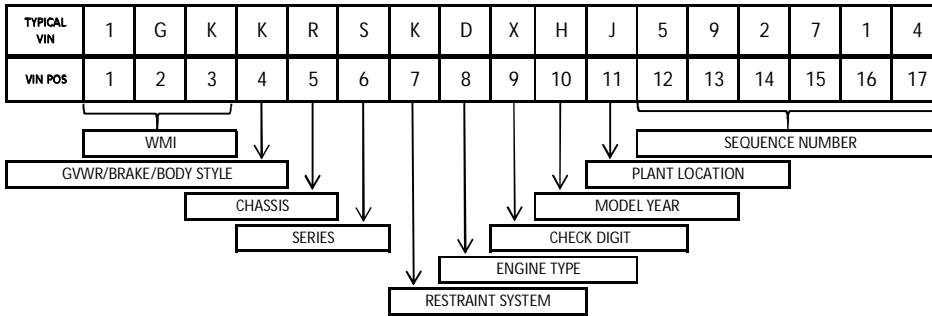 TYPICAL VIN 1 G K K R S K D X H J 5 9 2 7 1 4
VIN POS 1 2 3 4 5 6 7 8 9 10 11 12 13 14 15 16 17
WMI SEQUENCE NUMBER
GVWR/BRAKE/BODY STYLE PLANT LOCATION
CHASSIS MODEL YEAR
SERIES CHECK DIGIT
ENGINE TYPE
RESTRAINT SYSTEM